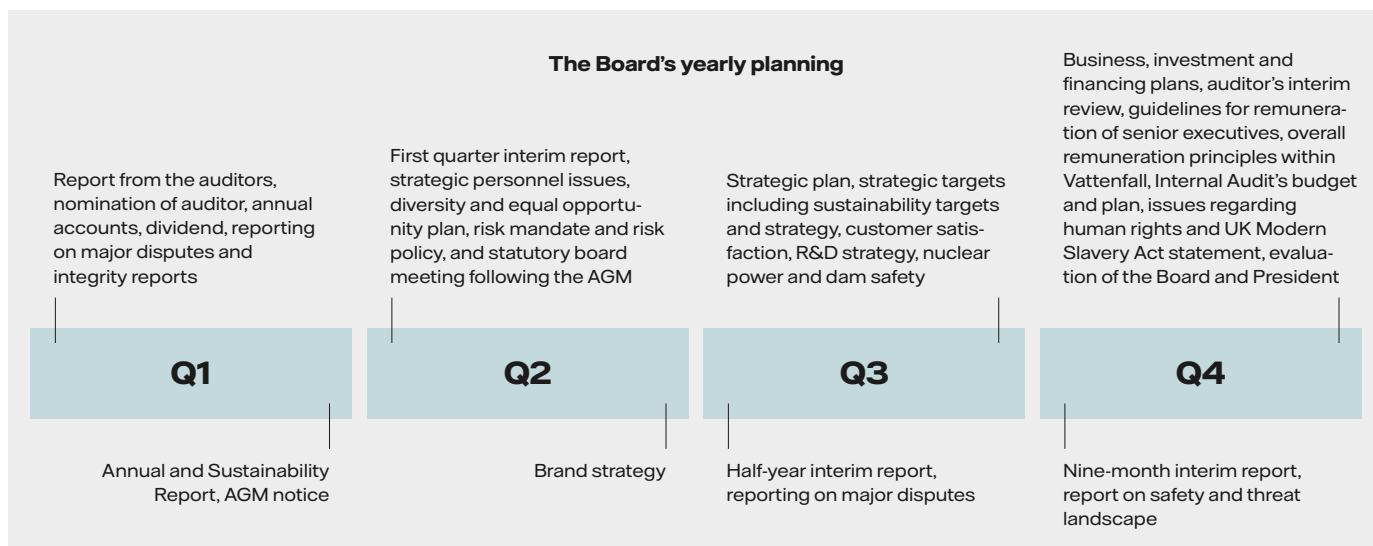 The Board's yearly planning
Report from the auditors,
nomination of auditor, annual
accounts, dividend, reporting
on major disputes and
integrity reports
First quarter interim report,
strategic personnel issues,
diversity and equal opportu-
nity plan, risk mandate and risk
policy, and statutory board
meeting following the AGM
Strategic plan, strategic targets
including sustainability targets
and strategy, customer satis-
faction, R&D strategy, nuclear
power and dam safety
Business, investment and
financing plans, auditor's interim
review, guidelines for remunera-
tion of senior executives, overall
remuneration principles within
Vattenfall, Internal Audit's budget
and plan, issues regarding
human rights and UK Modern
Slavery Act statement, evalua-
tion of the Board and President
Q1
Q2
Q3
Q4
Annual and Sustainability
Report, AGM notice
Brand strategy
Half-year interim report,
reporting on major disputes
Nine-month interim report,
report on safety and threat
landscape